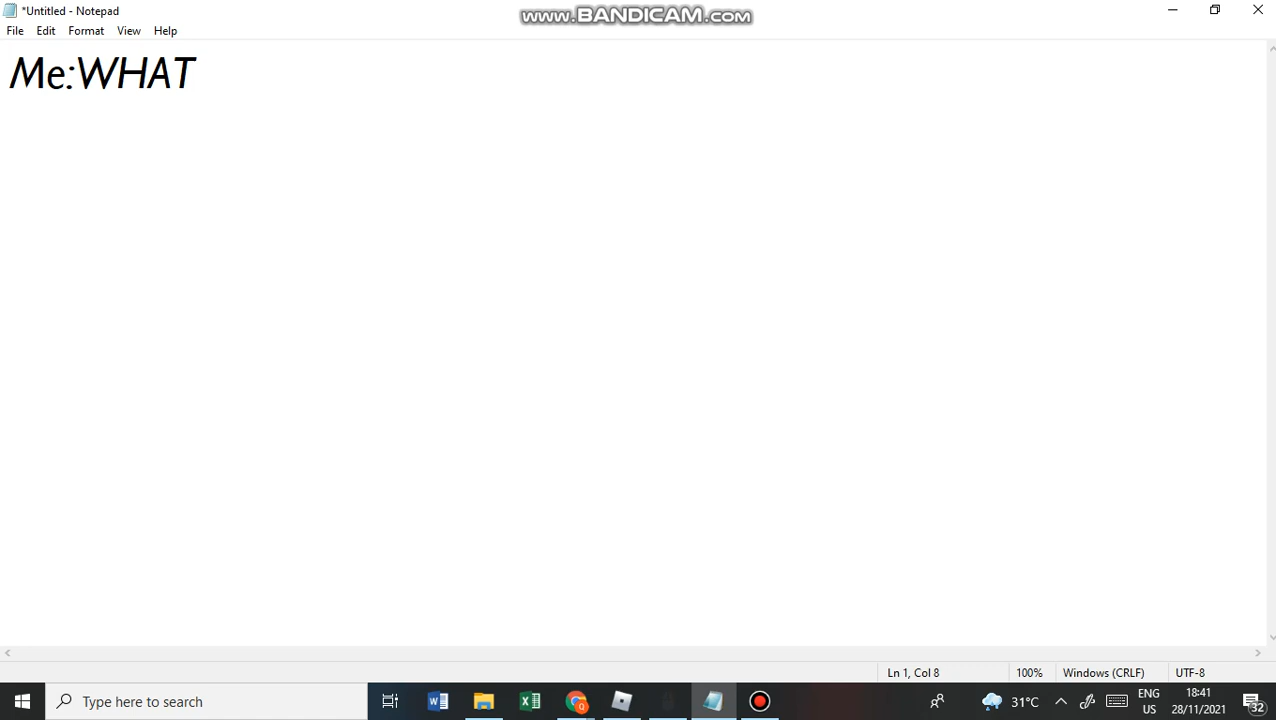 *Untitled - Notepad
www.BANDICAM.com
File Edit Format View Help
Me:WHAT
Ln 1, Col 8 100% Windows (CRLF) UTF-8
Type here to search
31°C
ENG
US
18:41
28/11/2021
32